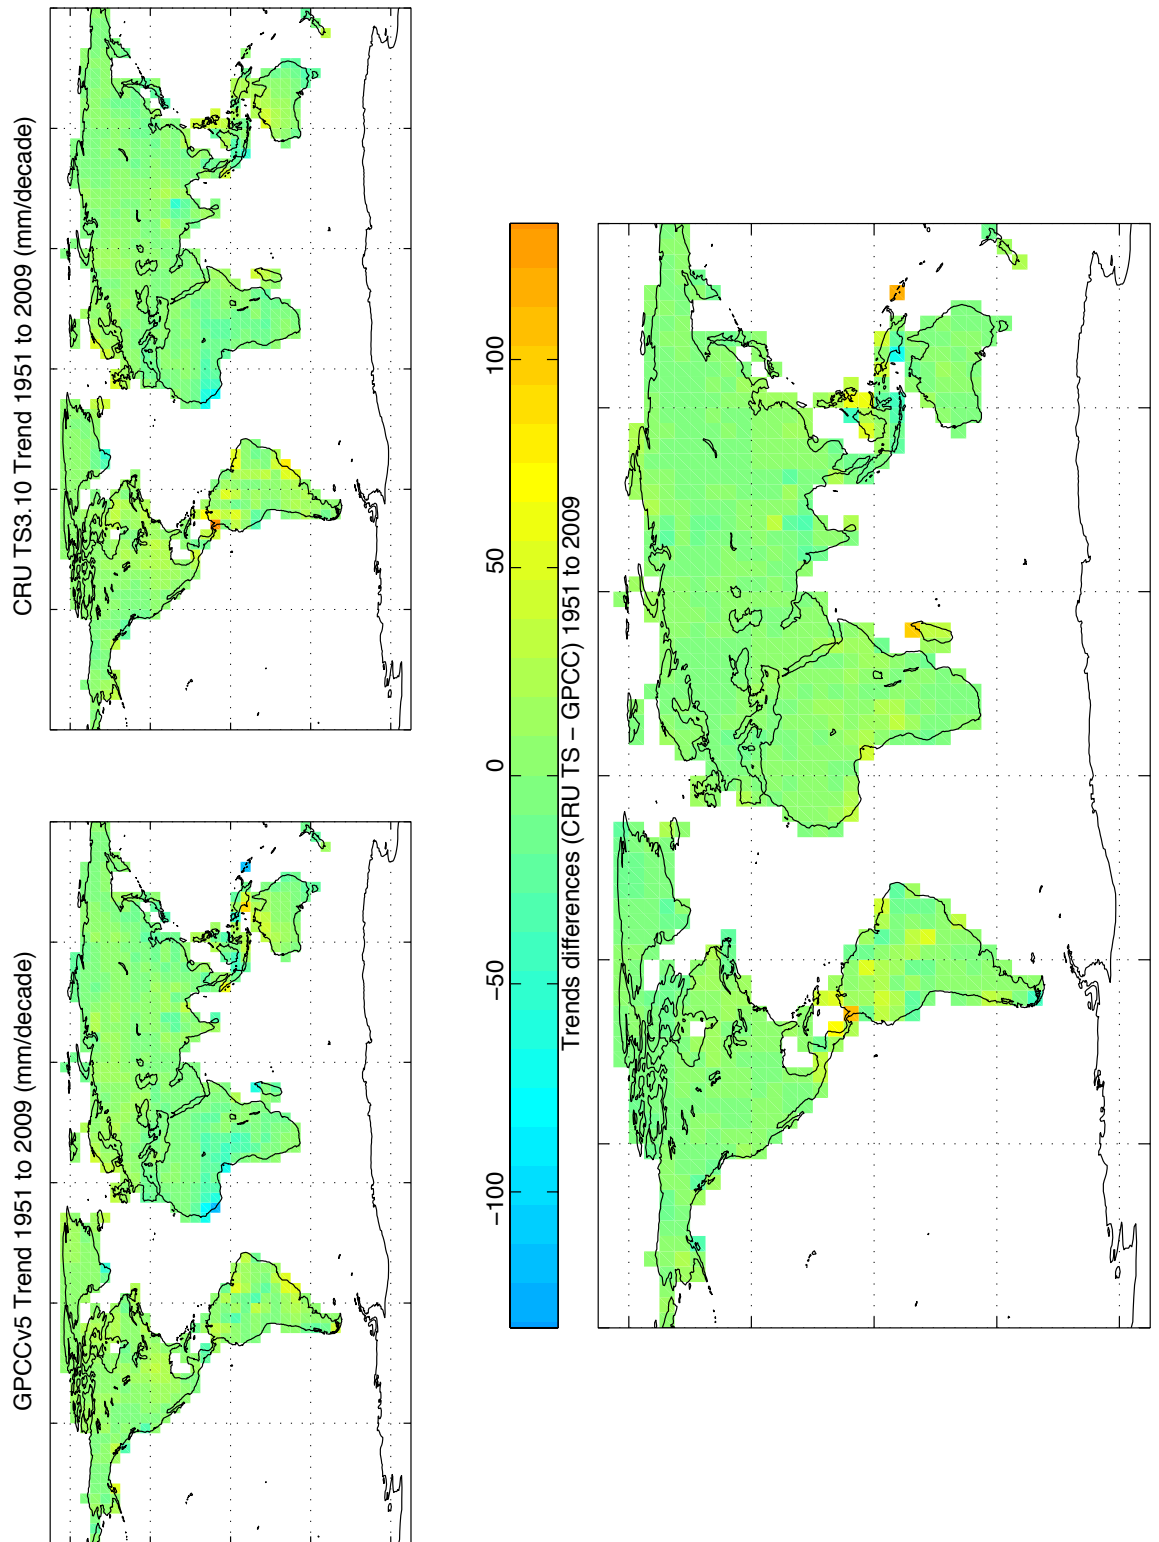 GPCCv5 Trend 1951 to 2009 (mm/decade)
CRU TS3.10 Trend 1951 to 2009 (mm/decade)
−100 −50 0 50 100
Trends differences (CRU TS − GPCC) 1951 to 2009